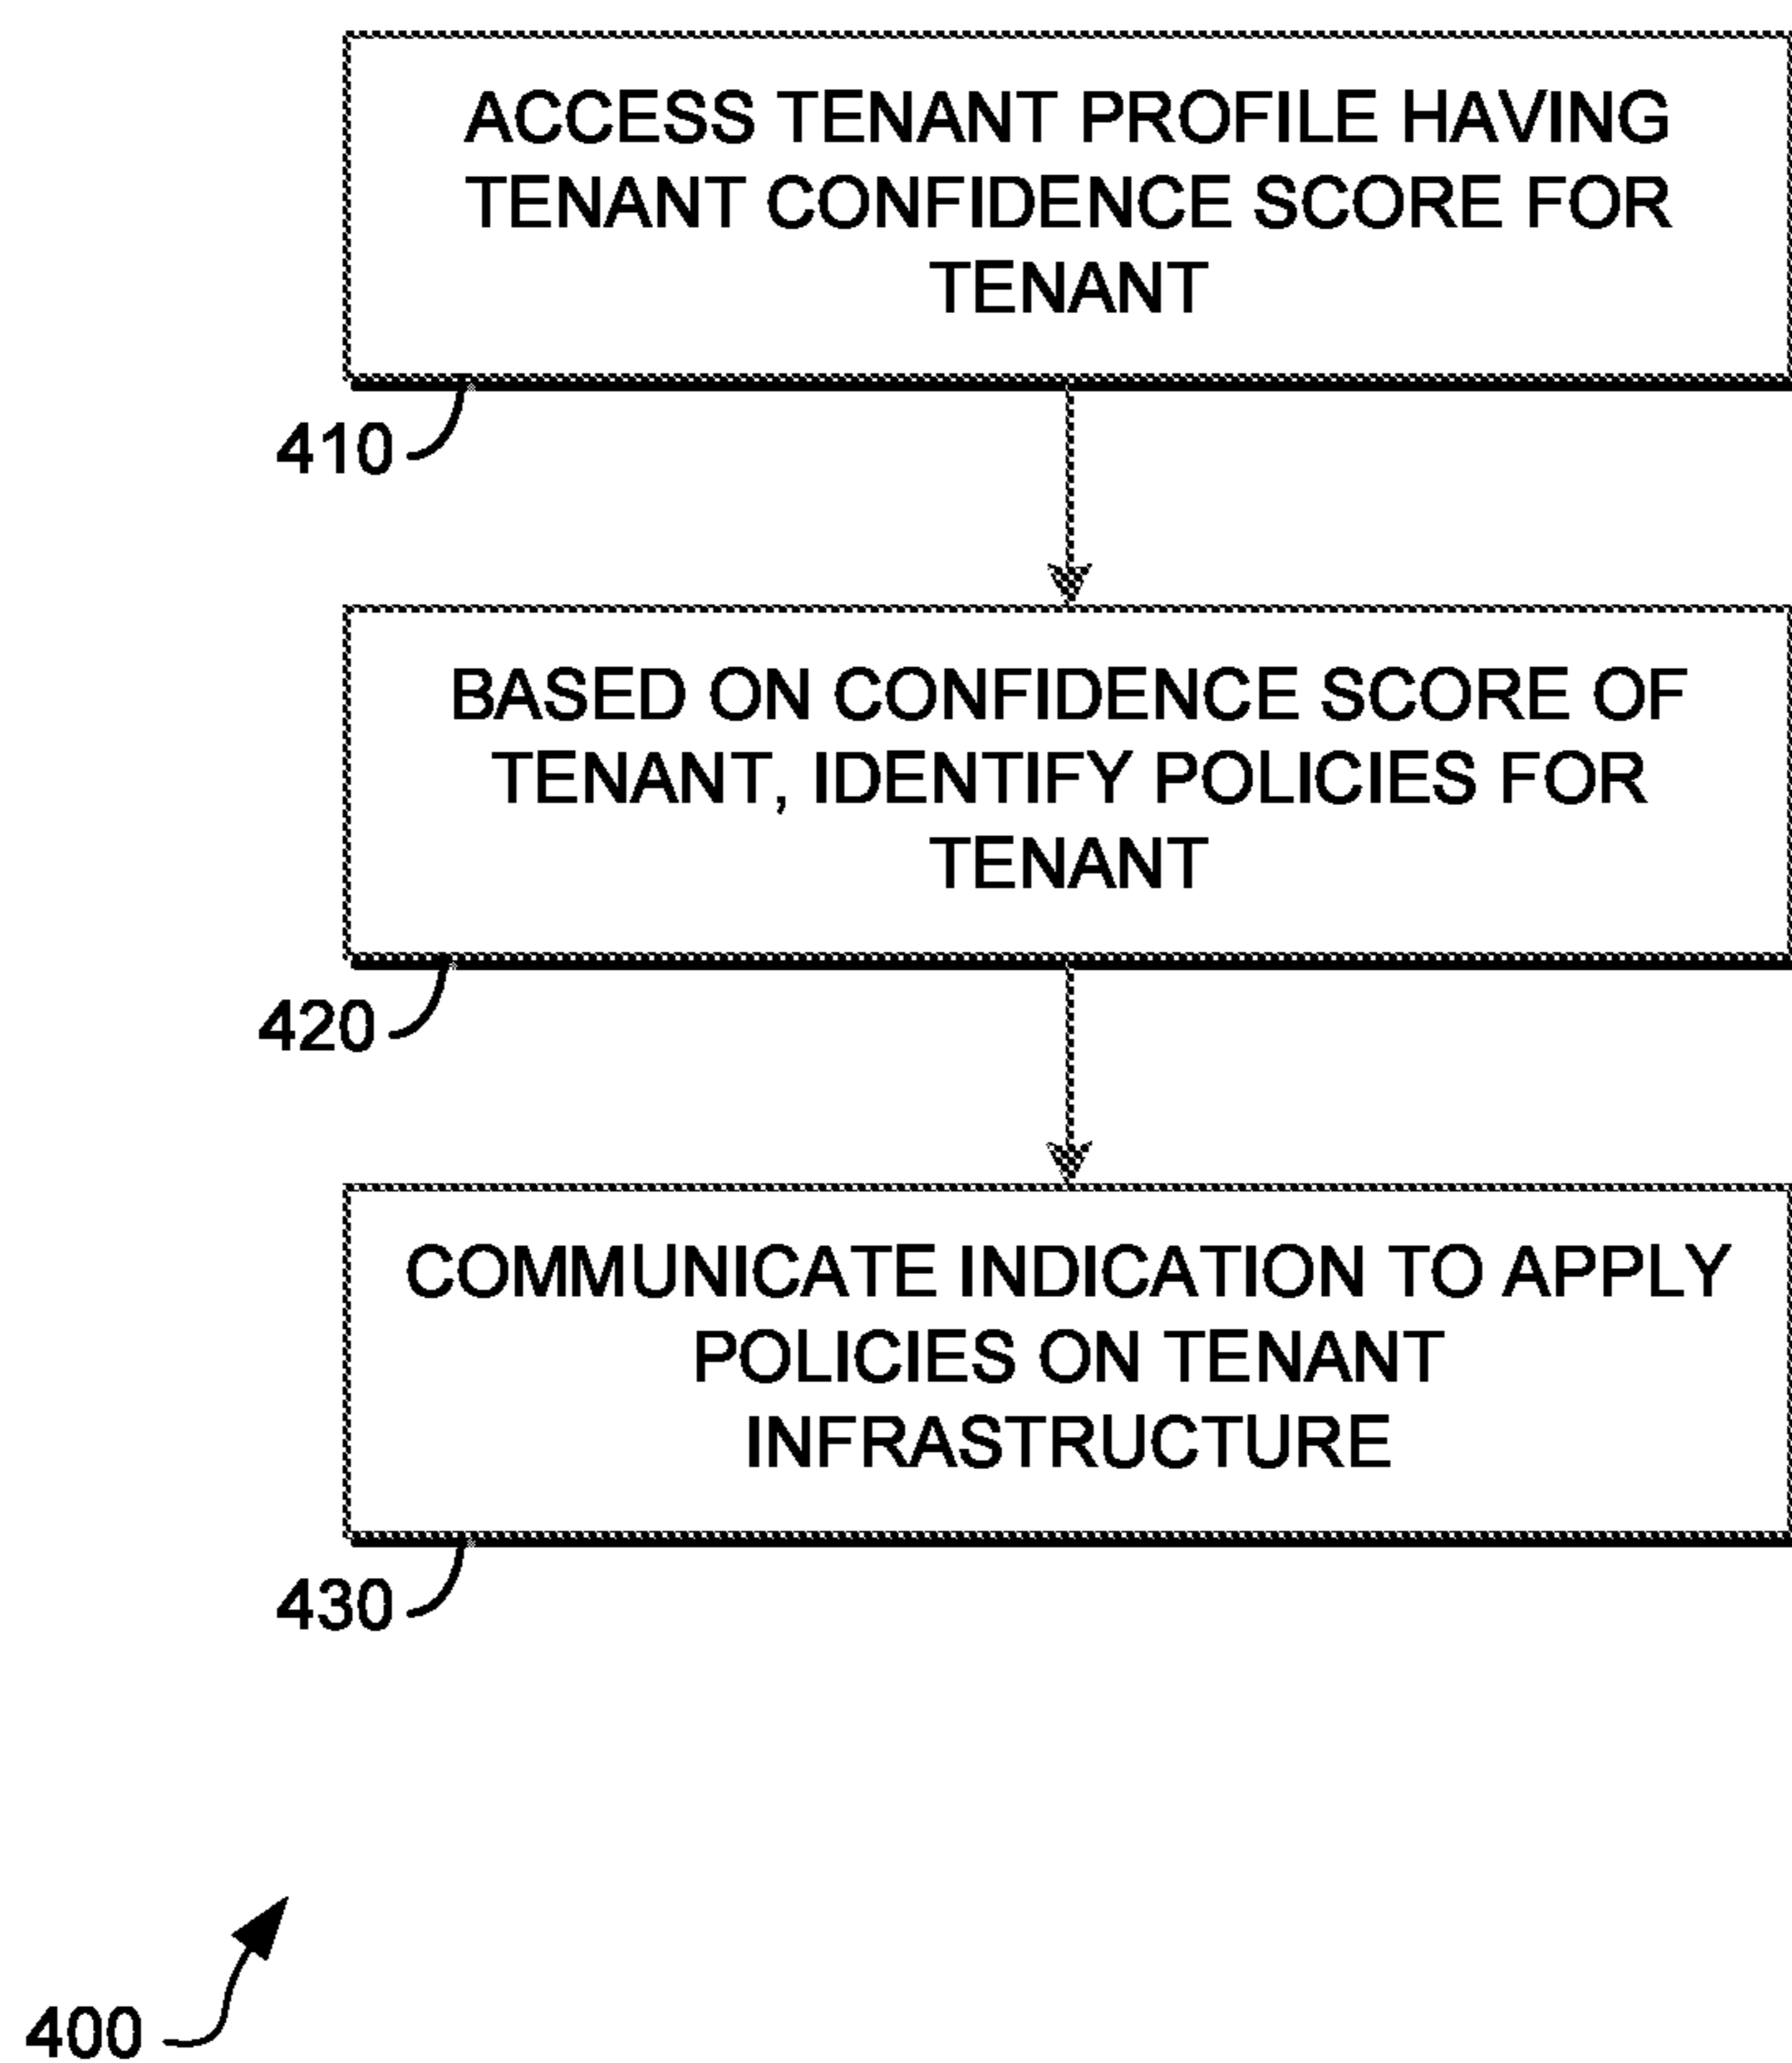 ACCESS TENANT PROFILE HAVING
TENANT CONFIDENCE SCORE FOR
TENANT
410
BASED ON CONFIDENCE SCORE OF
TENANT, IDENTIFY POLICIES FOR
TENANT
420
COMMUNICATE INDICATION TO APPLY
POLICIES ON TENANT
INFRASTRUCTURE
430
400